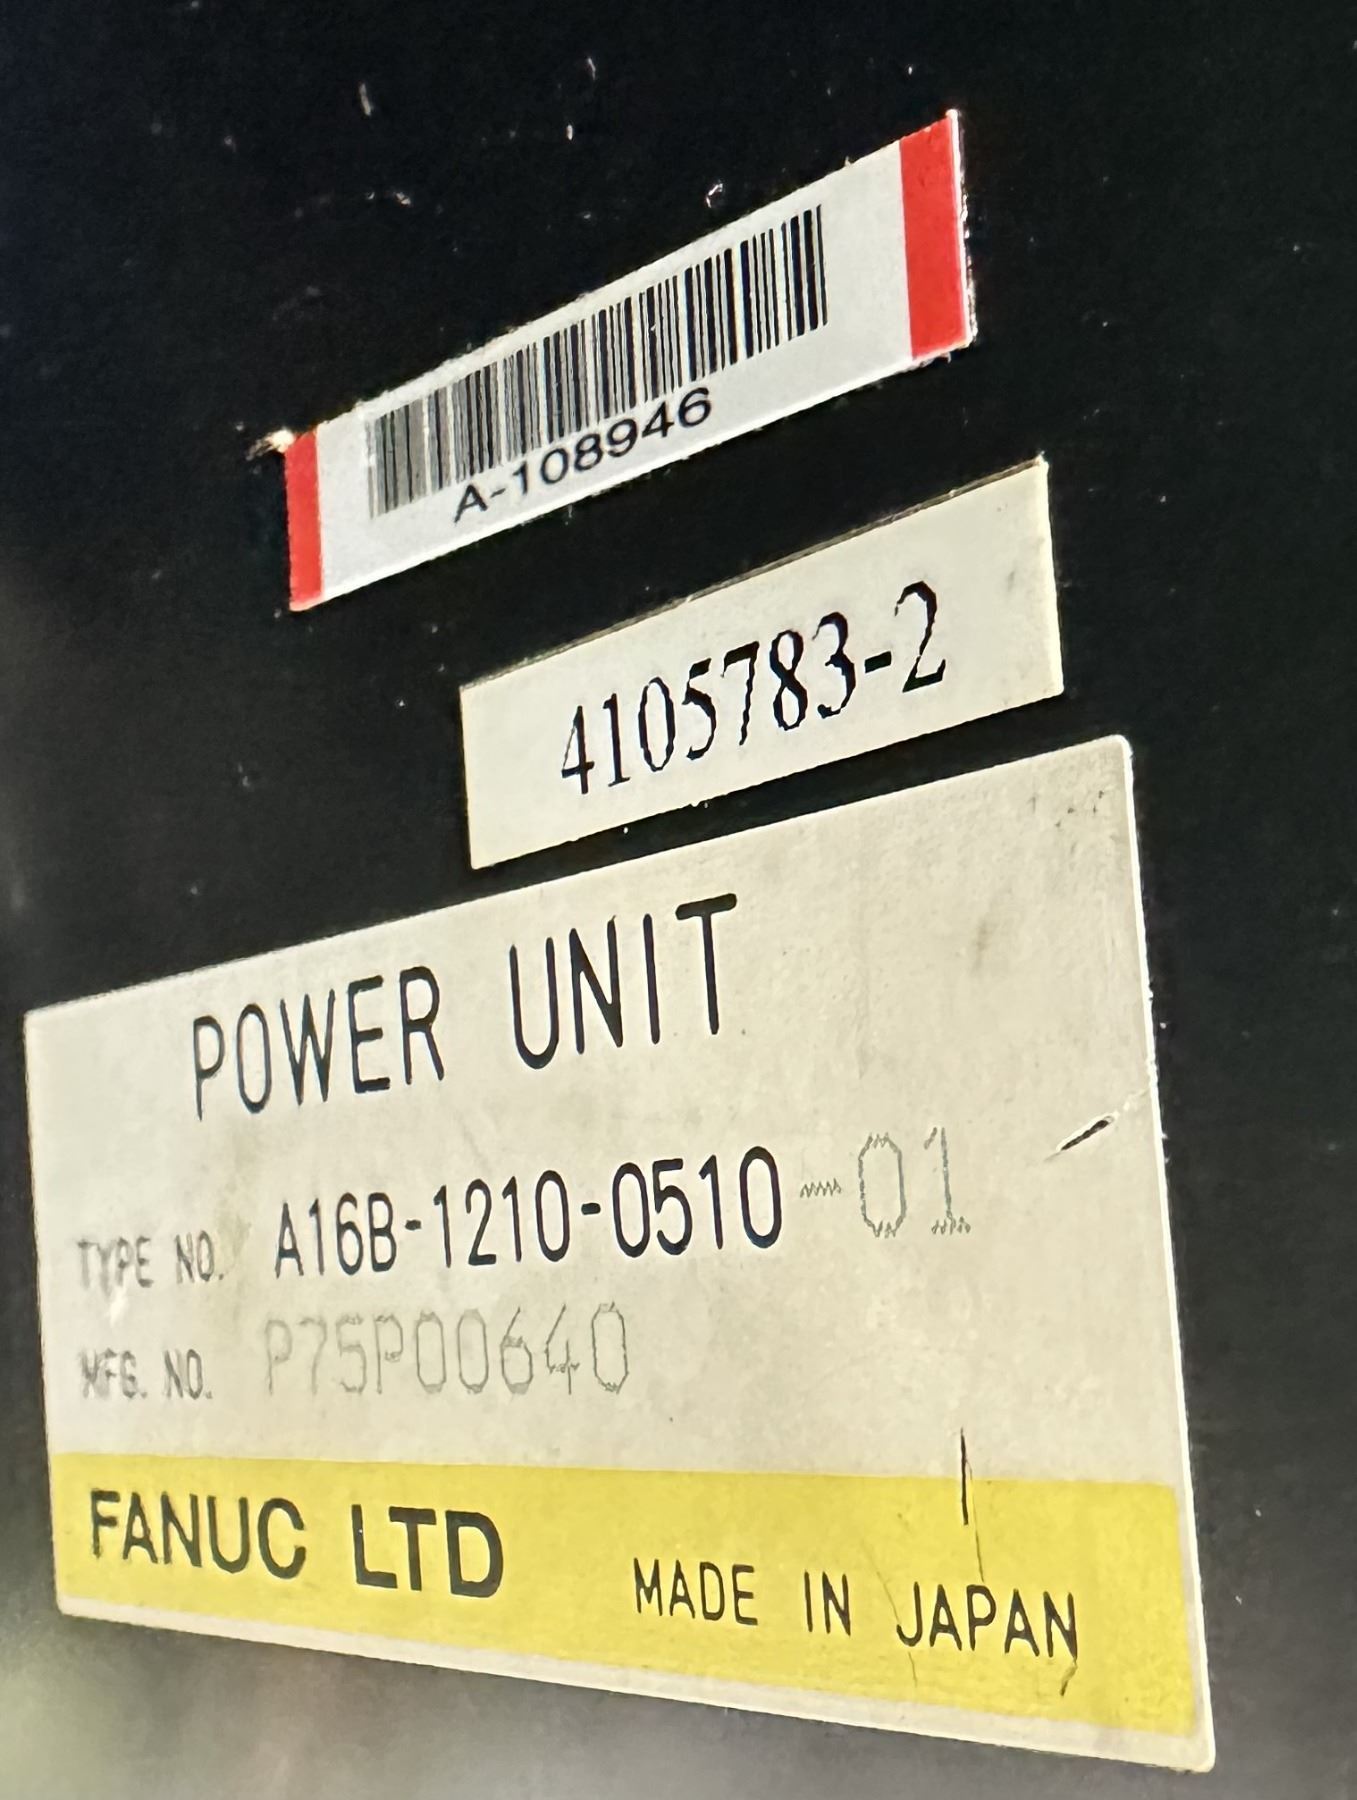 A-108946
4105783-2
POWER UNIT
TYPE NO. A16B-1210-0510-01
MFG. NO. P75P00640
FANUC LTD MADE IN JAPAN